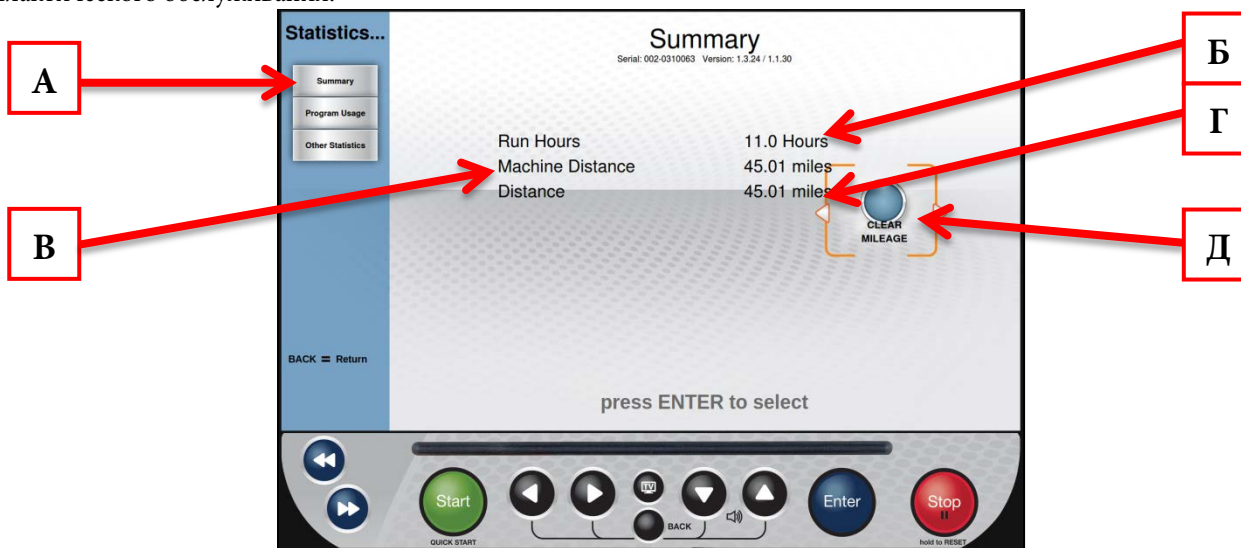 Statistics...
Summary
Serial: 002-0310063 Version: 1.3.24 / 1.1.30
А
Б
Г
Summary
Program Usage
Other Statistics
Run Hours 11.0 Hours
Machine Distance 45.01 miles
Distance 45.01 miles
CLEAR
MILEAGE
В
Д
BACK = Return
press ENTER to select
Start
QUICK START
TV
BACK
Enter
Stop
hold to RESET